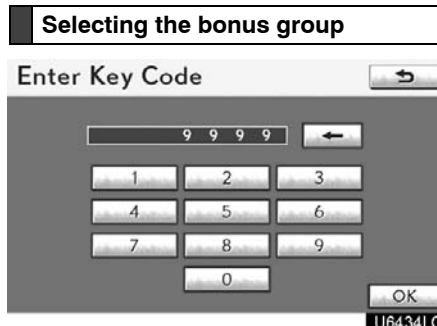 Selecting the bonus group
Enter Key Code
9 9 9 9
1 2 3
4 5 6
7 8 9
0
OK
U6434LC